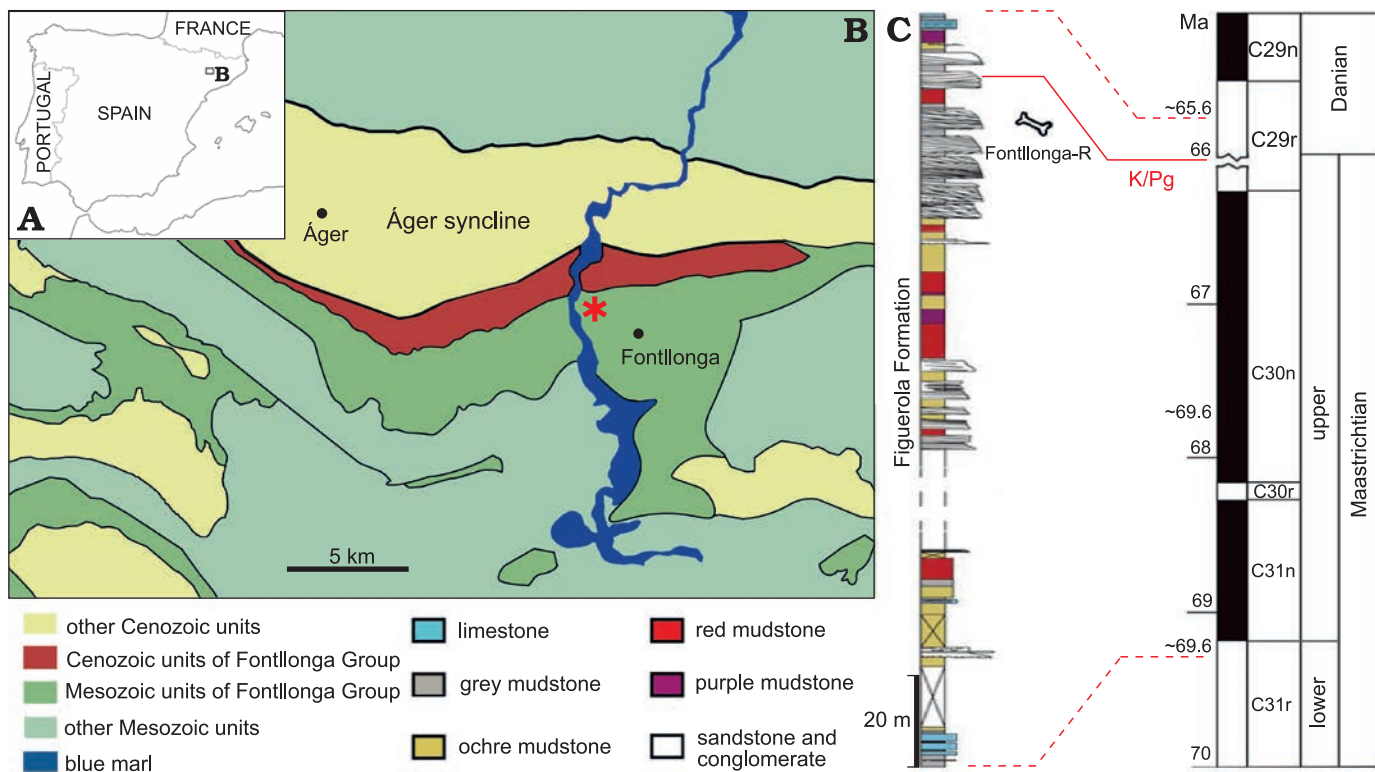 FRANCE
B
PORTUGAL
SPAIN
A
B
Áger
Áger syncline
Fontllonga
5 km
other Cenozoic units
Cenozoic units of Fontllonga Group
Mesozoic units of Fontllonga Group
other Mesozoic units
blue marl
limestone
grey mudstone
ochre mudstone
red mudstone
purple mudstone
sandstone and
conglomerate
C
Figuerola Formation
20 m
Fontllonga-R
K/Pg
Ma
~65.6
66
67
~69.6
68
69
~69.6
70
C29n
C29r
C30n
C30r
C31n
C31r
upper
lower
Danian
Maastrichtian